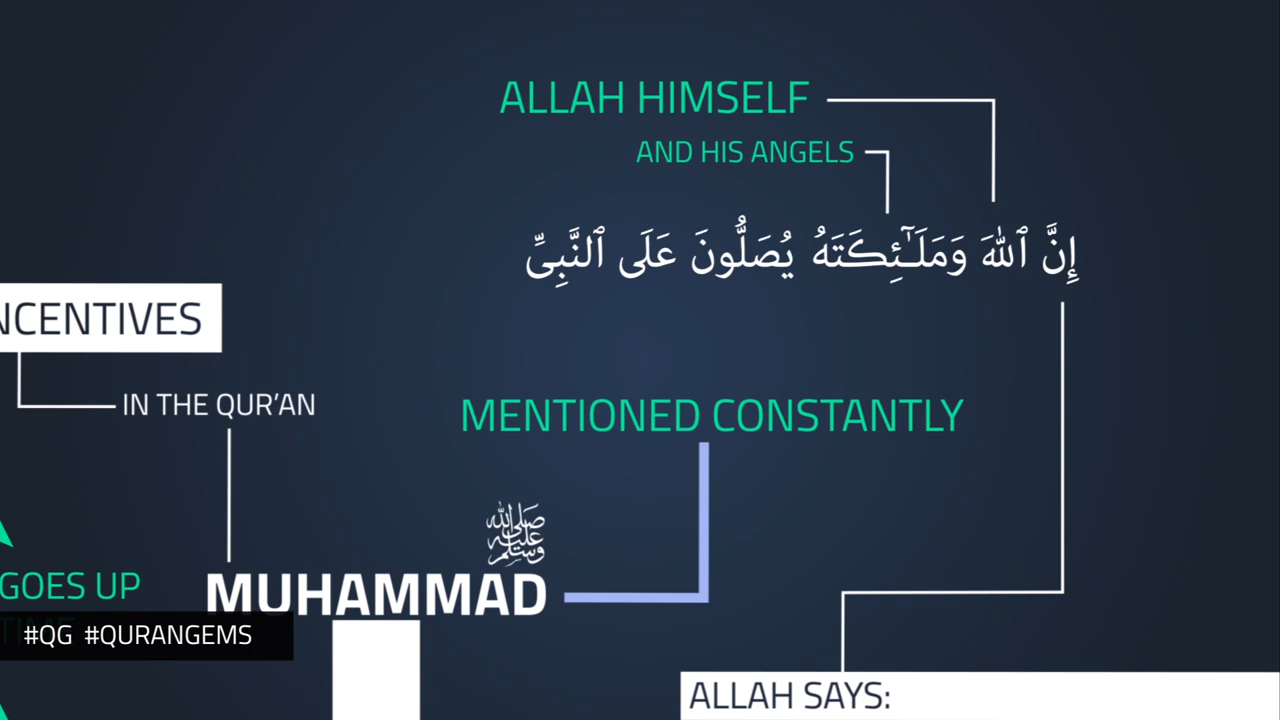 ALLAH HIMSELF
AND HIS ANGELS
إِنَّ ٱللَّهَ وَمَلَـٰٓئِكَتَهُ يُصَلُّونَ عَلَى ٱلنَّبِىِّ
NCENTIVES
IN THE QUR’AN
MENTIONED CONSTANTLY
صلى الله عليه وسلم
MUHAMMAD
GOES UP
TIME
#QG #QURANGEMS
ALLAH SAYS: